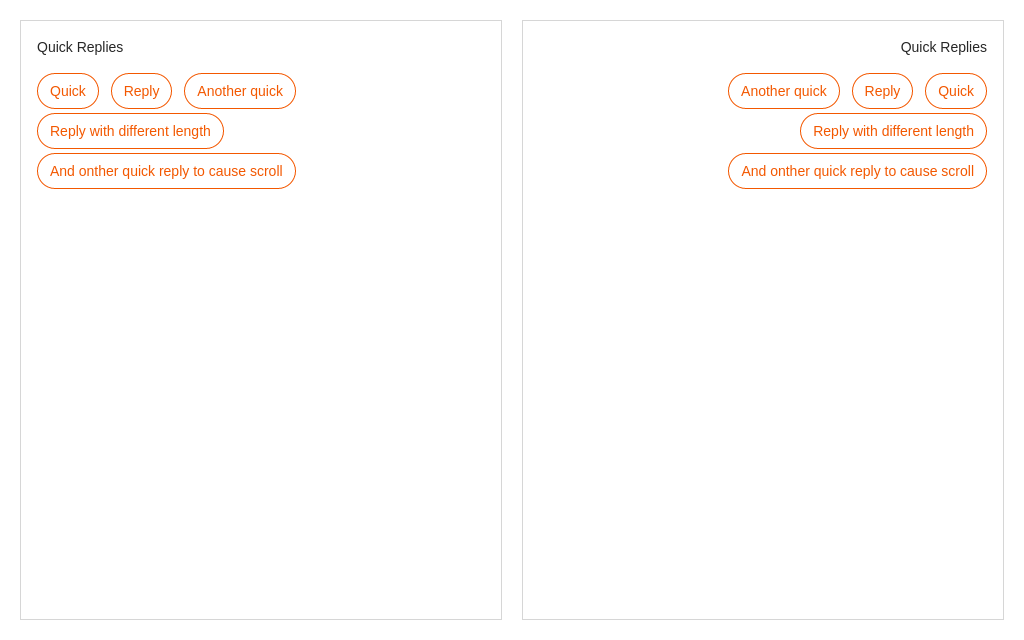 Quick Replies
Quick Reply Another quick
Reply with different length
And onther quick reply to cause scroll
Quick Replies
Another quick Reply Quick
Reply with different length
And onther quick reply to cause scroll